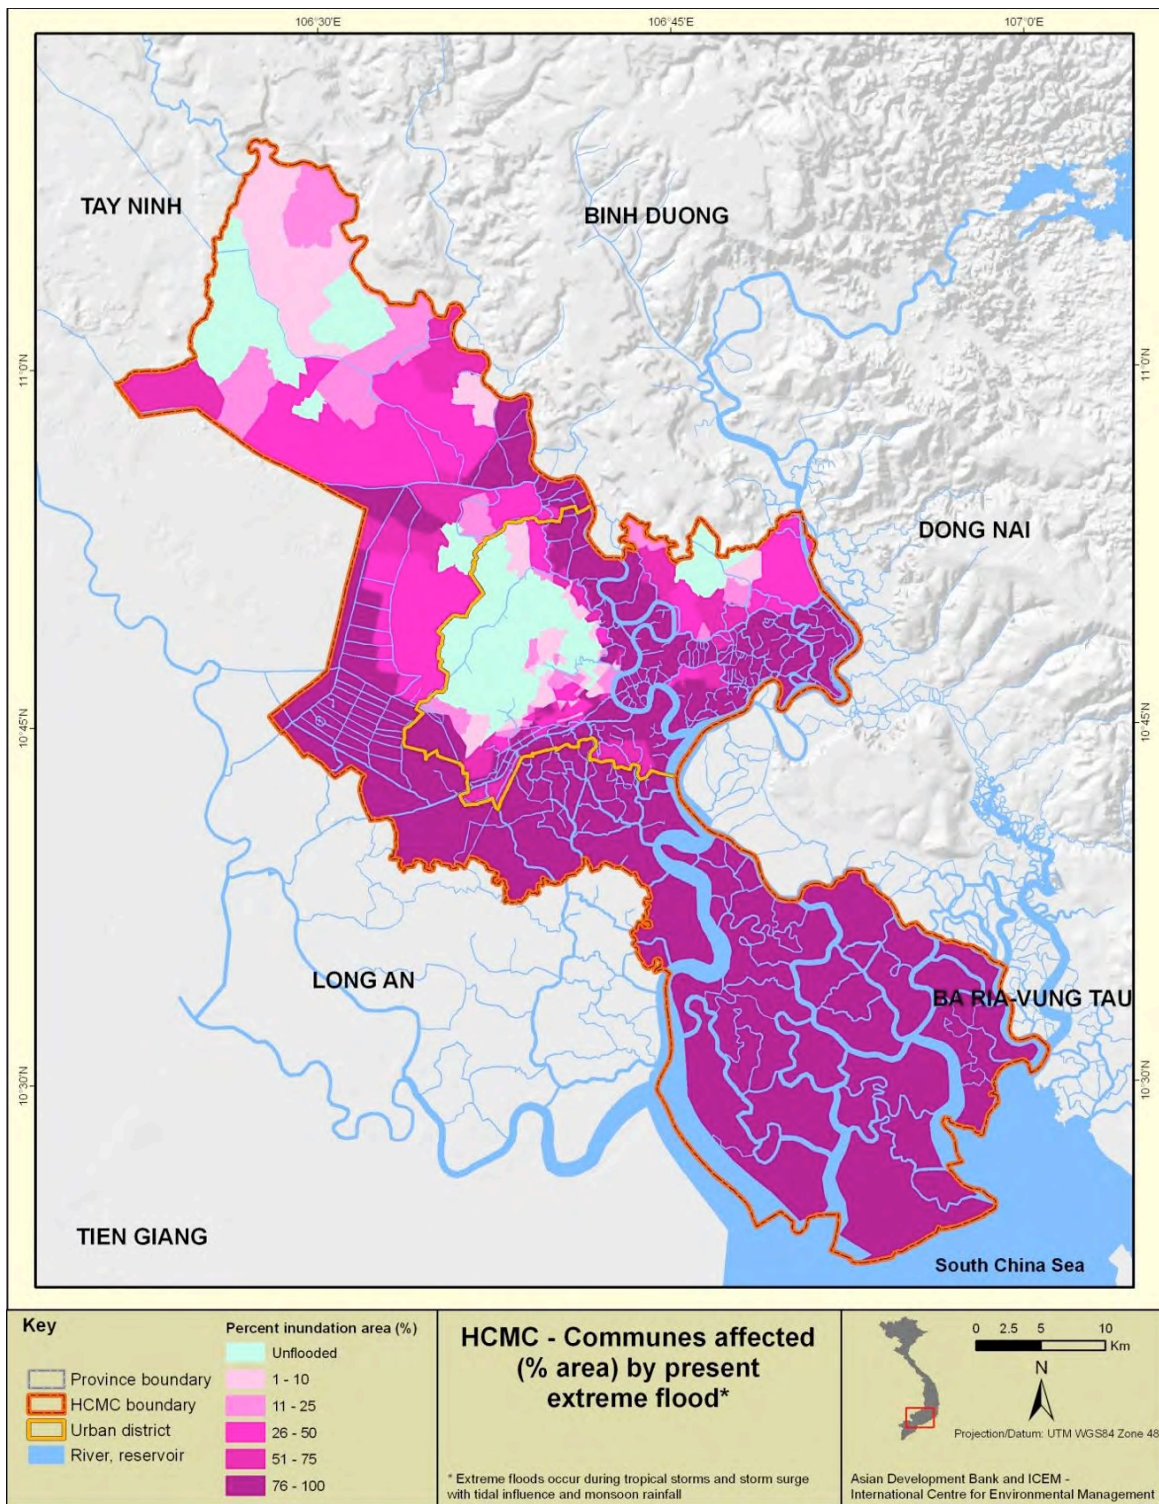 106°30'E
106°45'E
107°0'E
TAY NINH
BINH DUONG
11°0'N
11°0'N
DONG NAI
10°45'N
10°45'N
LONG AN
BA RIA-VUNG TAU
10°30'N
10°30'N
TIEN GIANG
South China Sea
Key
Province boundary
HCMC boundary
Urban district
River, reservoir
Percent inundation area (%)
Unflooded
1 - 10
11 - 25
26 - 50
51 - 75
76 - 100
HCMC - Communes affected
(% area) by present
extreme flood*
* Extreme floods occur during tropical storms and storm surge
with tidal influence and monsoon rainfall
0 2.5 5 10
Km
N
Projection/Datum: UTM WGS84 Zone 48
Asian Development Bank and ICEM -
International Centre for Environmental Management